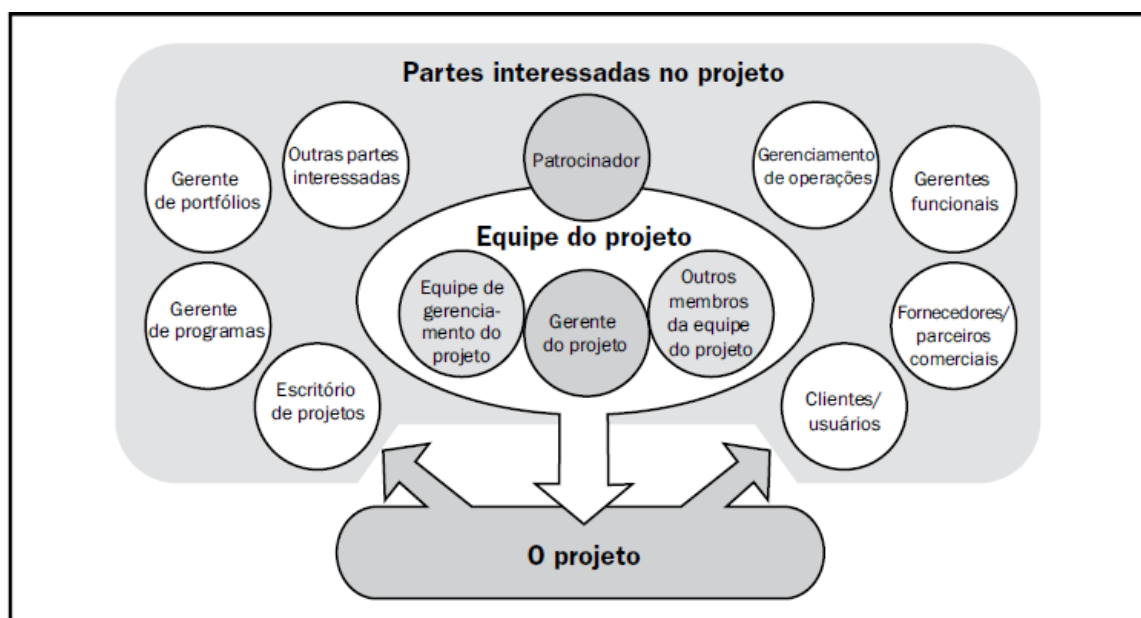 Partes interessadas no projeto
Gerente
de portfólios
Outras partes
interessadas
Patrocinador
Gerenciamento
de operações
Gerentes
funcionais
Equipe do projeto
Gerente
de programas
Equipe de
gerencia-
mento do
projeto
Gerente
do projeto
Outros
membros
da equipe
do projeto
Fornecedores/
parceiros
comerciais
Escritório
de projetos
Clientes/
usuários
O projeto